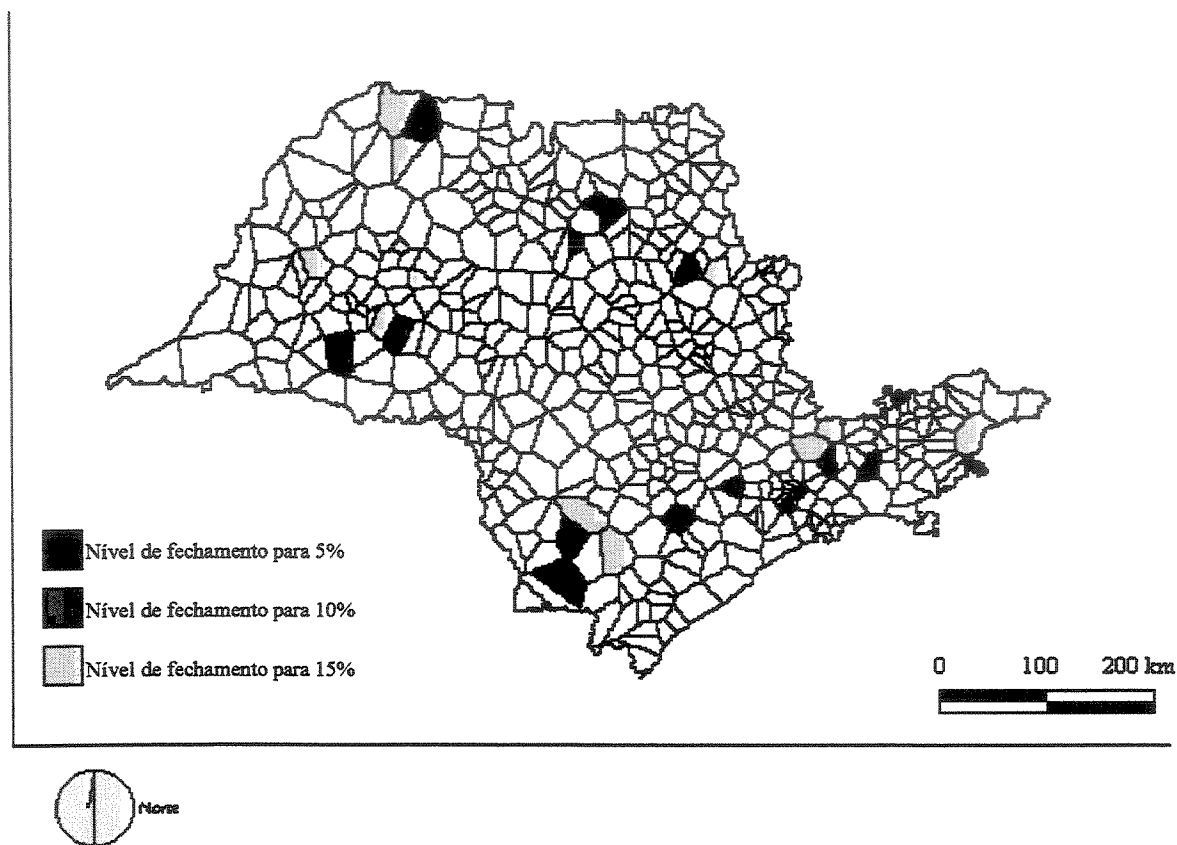 Nível de fechamento para 5%
Nível de fechamento para 10%
Nível de fechamento para 15%
0 100 200 km
Norte